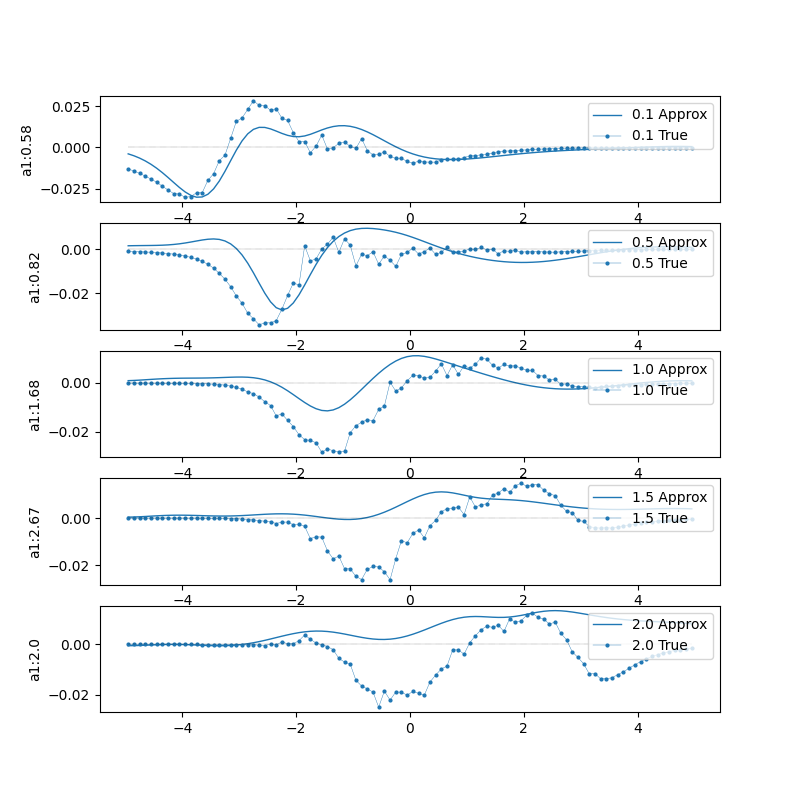 a1:0.58
0.025
0.000
−0.025
0.1 Approx
0.1 True
−4 −2 0 2 4
a1:0.82
0.00
−0.02
0.5 Approx
0.5 True
−4 −2 0 2 4
a1:1.68
0.00
−0.02
1.0 Approx
1.0 True
−4 −2 0 2 4
a1:2.67
0.00
−0.02
1.5 Approx
1.5 True
−4 −2 0 2 4
a1:2.0
0.00
−0.02
2.0 Approx
2.0 True
−4 −2 0 2 4